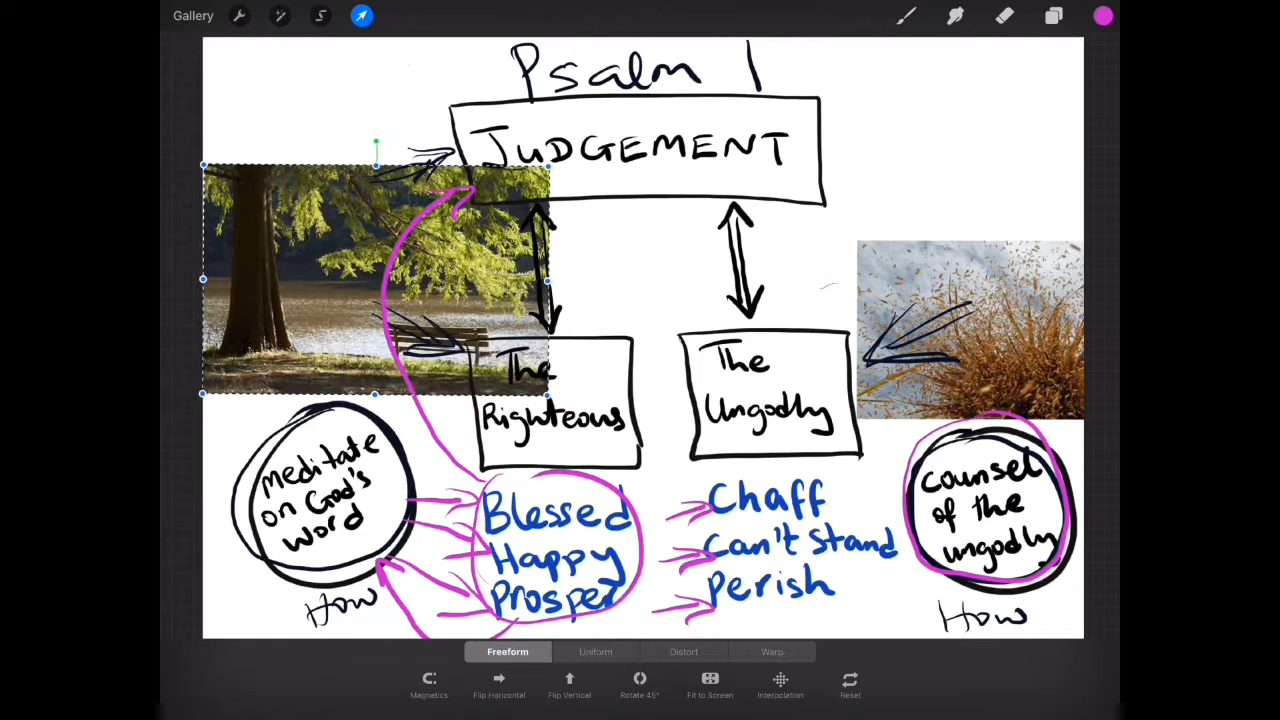 Gallery
Psalm 1
JUDGEMENT
The
Righteous
The
Ungodly
meditate
on God's
word
How
Blessed
Happy
Prosper
Chaff
Can't Stand
Perish
counsel
of the
ungodly
How
Freeform Uniform Distort Warp
Magnetics Flip Horizontal Flip Vertical Rotate 45° Fit to Screen Interpolation Reset